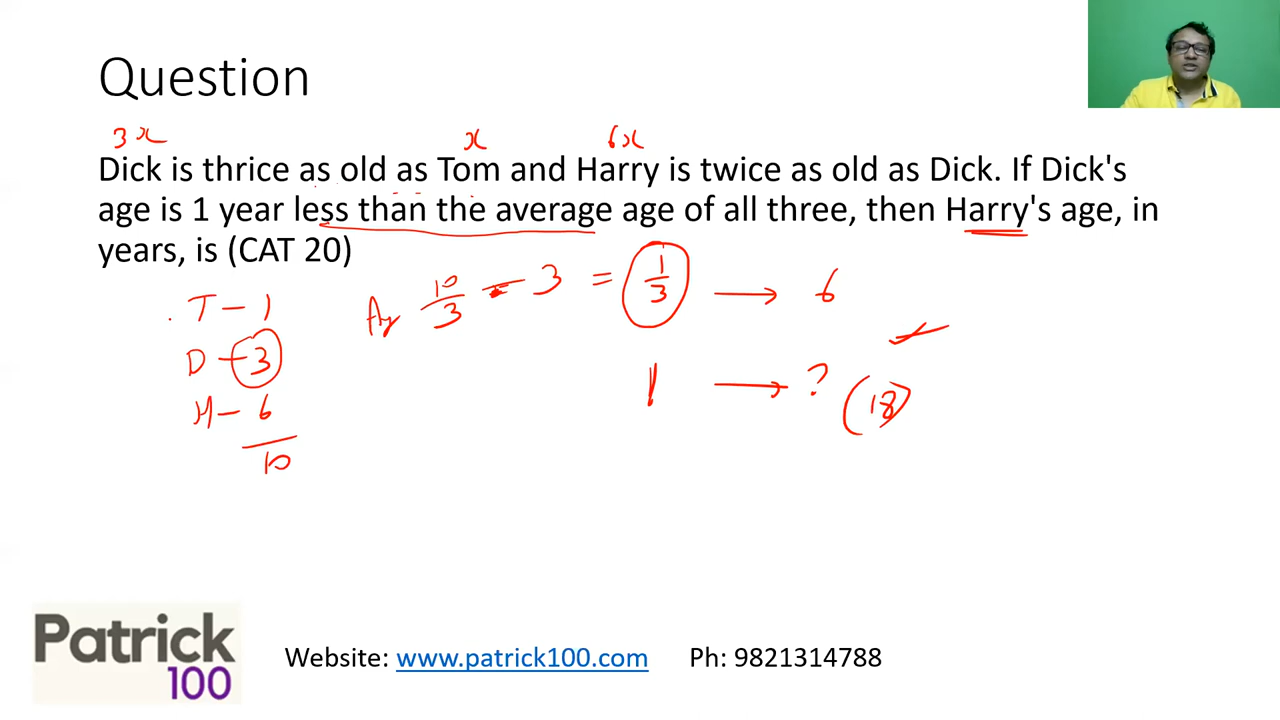 Question
3x x 6x
Dick is thrice as old as Tom and Harry is twice as old as Dick. If Dick's
age is 1 year less than the average age of all three, then Harry's age, in
years, is (CAT 20)
T – 1
Av 10/3 - 3 = 1/3 → 6
D – 3
1 → ? (18)
H – 6
10
Patrick
100
Website: www.patrick100.com Ph: 9821314788